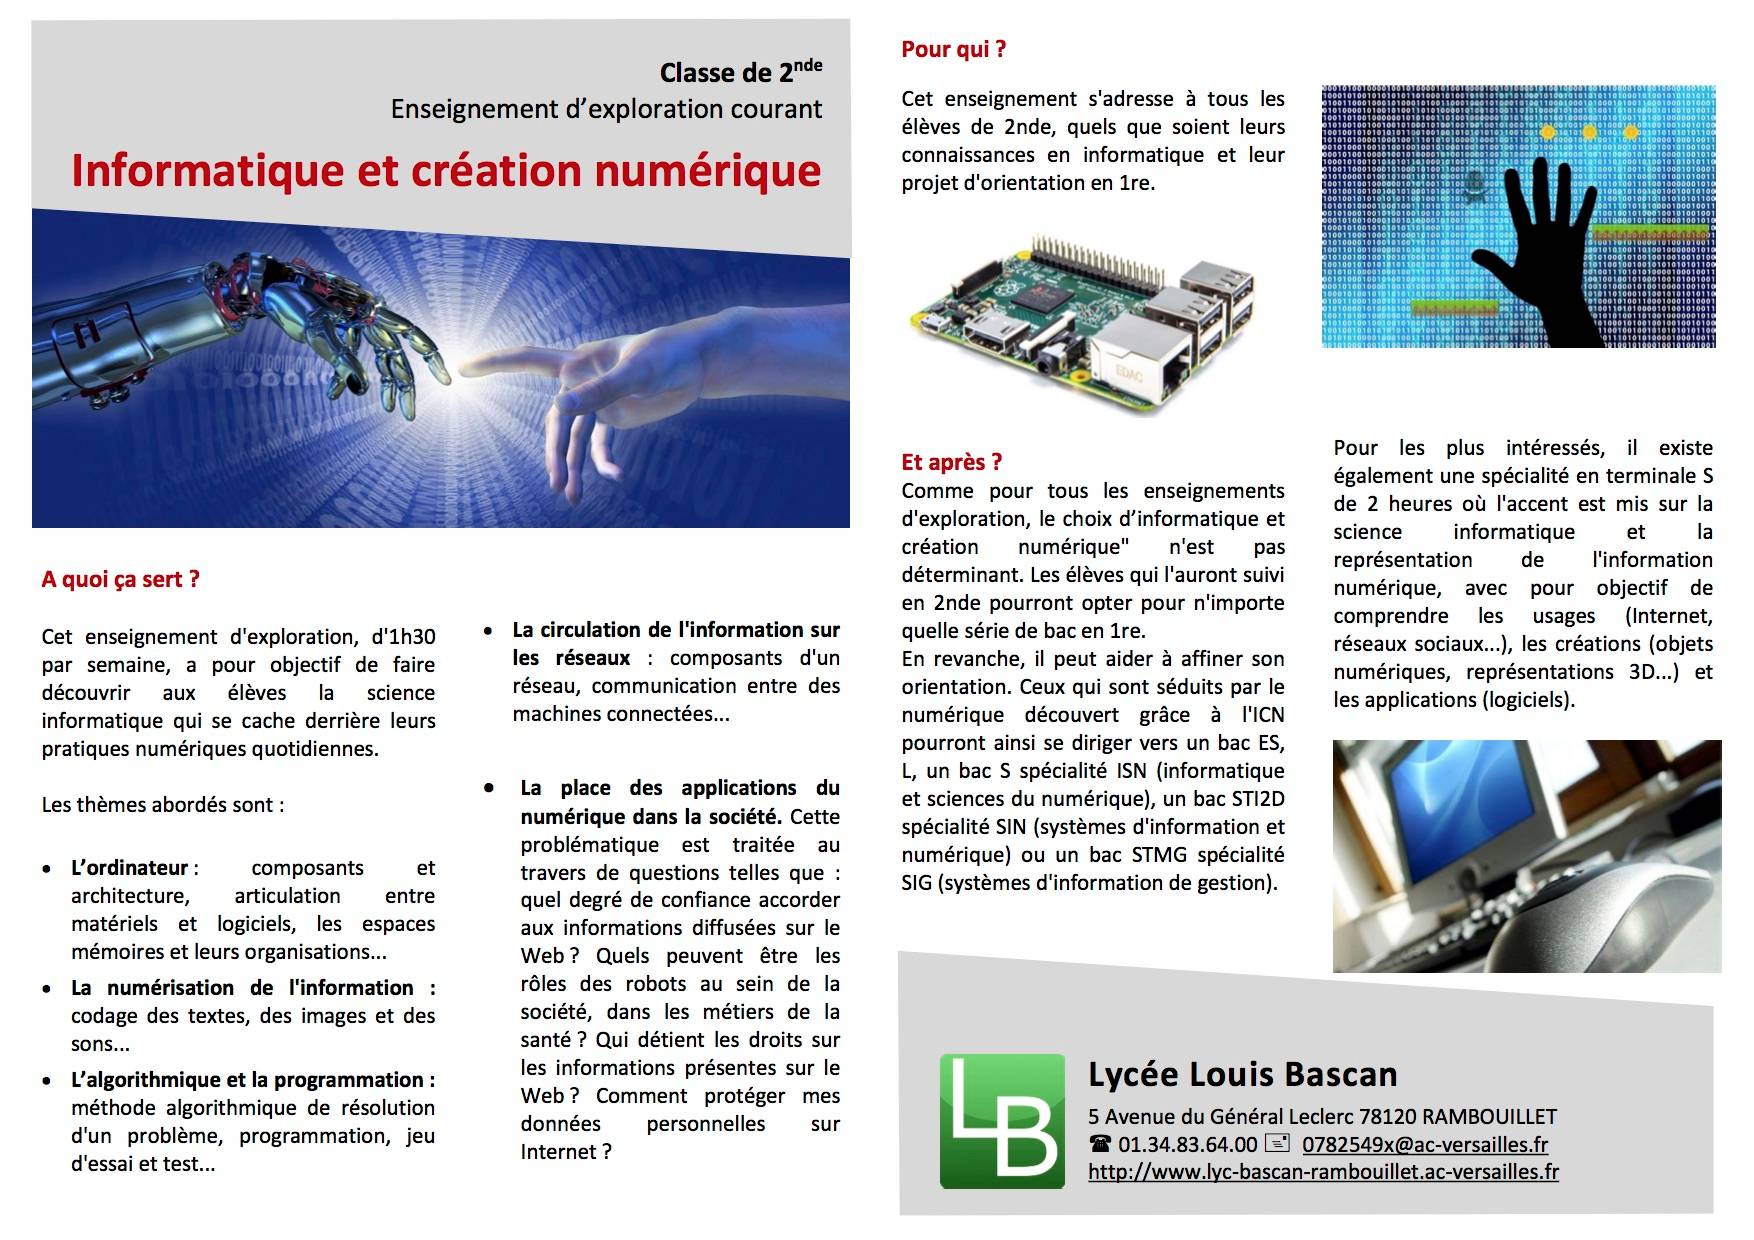 Classe de 2nde
Enseignement d’exploration courant
Informatique et création numérique
A quoi ça sert ?
Cet enseignement d'exploration, d'1h30
par semaine, a pour objectif de faire
découvrir aux élèves la science
informatique qui se cache derrière leurs
pratiques numériques quotidiennes.
Les thèmes abordés sont :
• L’ordinateur : composants et
architecture, articulation entre
matériels et logiciels, les espaces
mémoires et leurs organisations...
• La numérisation de l'information :
codage des textes, des images et des
sons...
• L’algorithmique et la programmation :
méthode algorithmique de résolution
d'un problème, programmation, jeu
d'essai et test...
• La circulation de l'information sur
les réseaux : composants d'un
réseau, communication entre des
machines connectées...
• La place des applications du
numérique dans la société. Cette
problématique est traitée au
travers de questions telles que :
quel degré de confiance accorder
aux informations diffusées sur le
Web ? Quels peuvent être les
rôles des robots au sein de la
société, dans les métiers de la
santé ? Qui détient les droits sur
les informations présentes sur le
Web ? Comment protéger mes
données personnelles sur
Internet ?
Pour qui ?
Cet enseignement s'adresse à tous les
élèves de 2nde, quels que soient leurs
connaissances en informatique et leur
projet d'orientation en 1re.
EDAC
Et après ?
Comme pour tous les enseignements
d'exploration, le choix d’informatique et
création numérique" n'est pas
déterminant. Les élèves qui l'auront suivi
en 2nde pourront opter pour n'importe
quelle série de bac en 1re.
En revanche, il peut aider à affiner son
orientation. Ceux qui sont séduits par le
numérique découvert grâce à l'ICN
pourront ainsi se diriger vers un bac ES,
L, un bac S spécialité ISN (informatique
et sciences du numérique), un bac STI2D
spécialité SIN (systèmes d'information et
numérique) ou un bac STMG spécialité
SIG (systèmes d'information de gestion).
Pour les plus intéressés, il existe
également une spécialité en terminale S
de 2 heures où l'accent est mis sur la
science informatique et la
représentation de l'information
numérique, avec pour objectif de
comprendre les usages (Internet,
réseaux sociaux...), les créations (objets
numériques, représentations 3D...) et
les applications (logiciels).
LB
Lycée Louis Bascan
5 Avenue du Général Leclerc 78120 RAMBOUILLET
☎ 01.34.83.64.00 0782549x@ac-versailles.fr
http://www.lyc-bascan-rambouillet.ac-versailles.fr